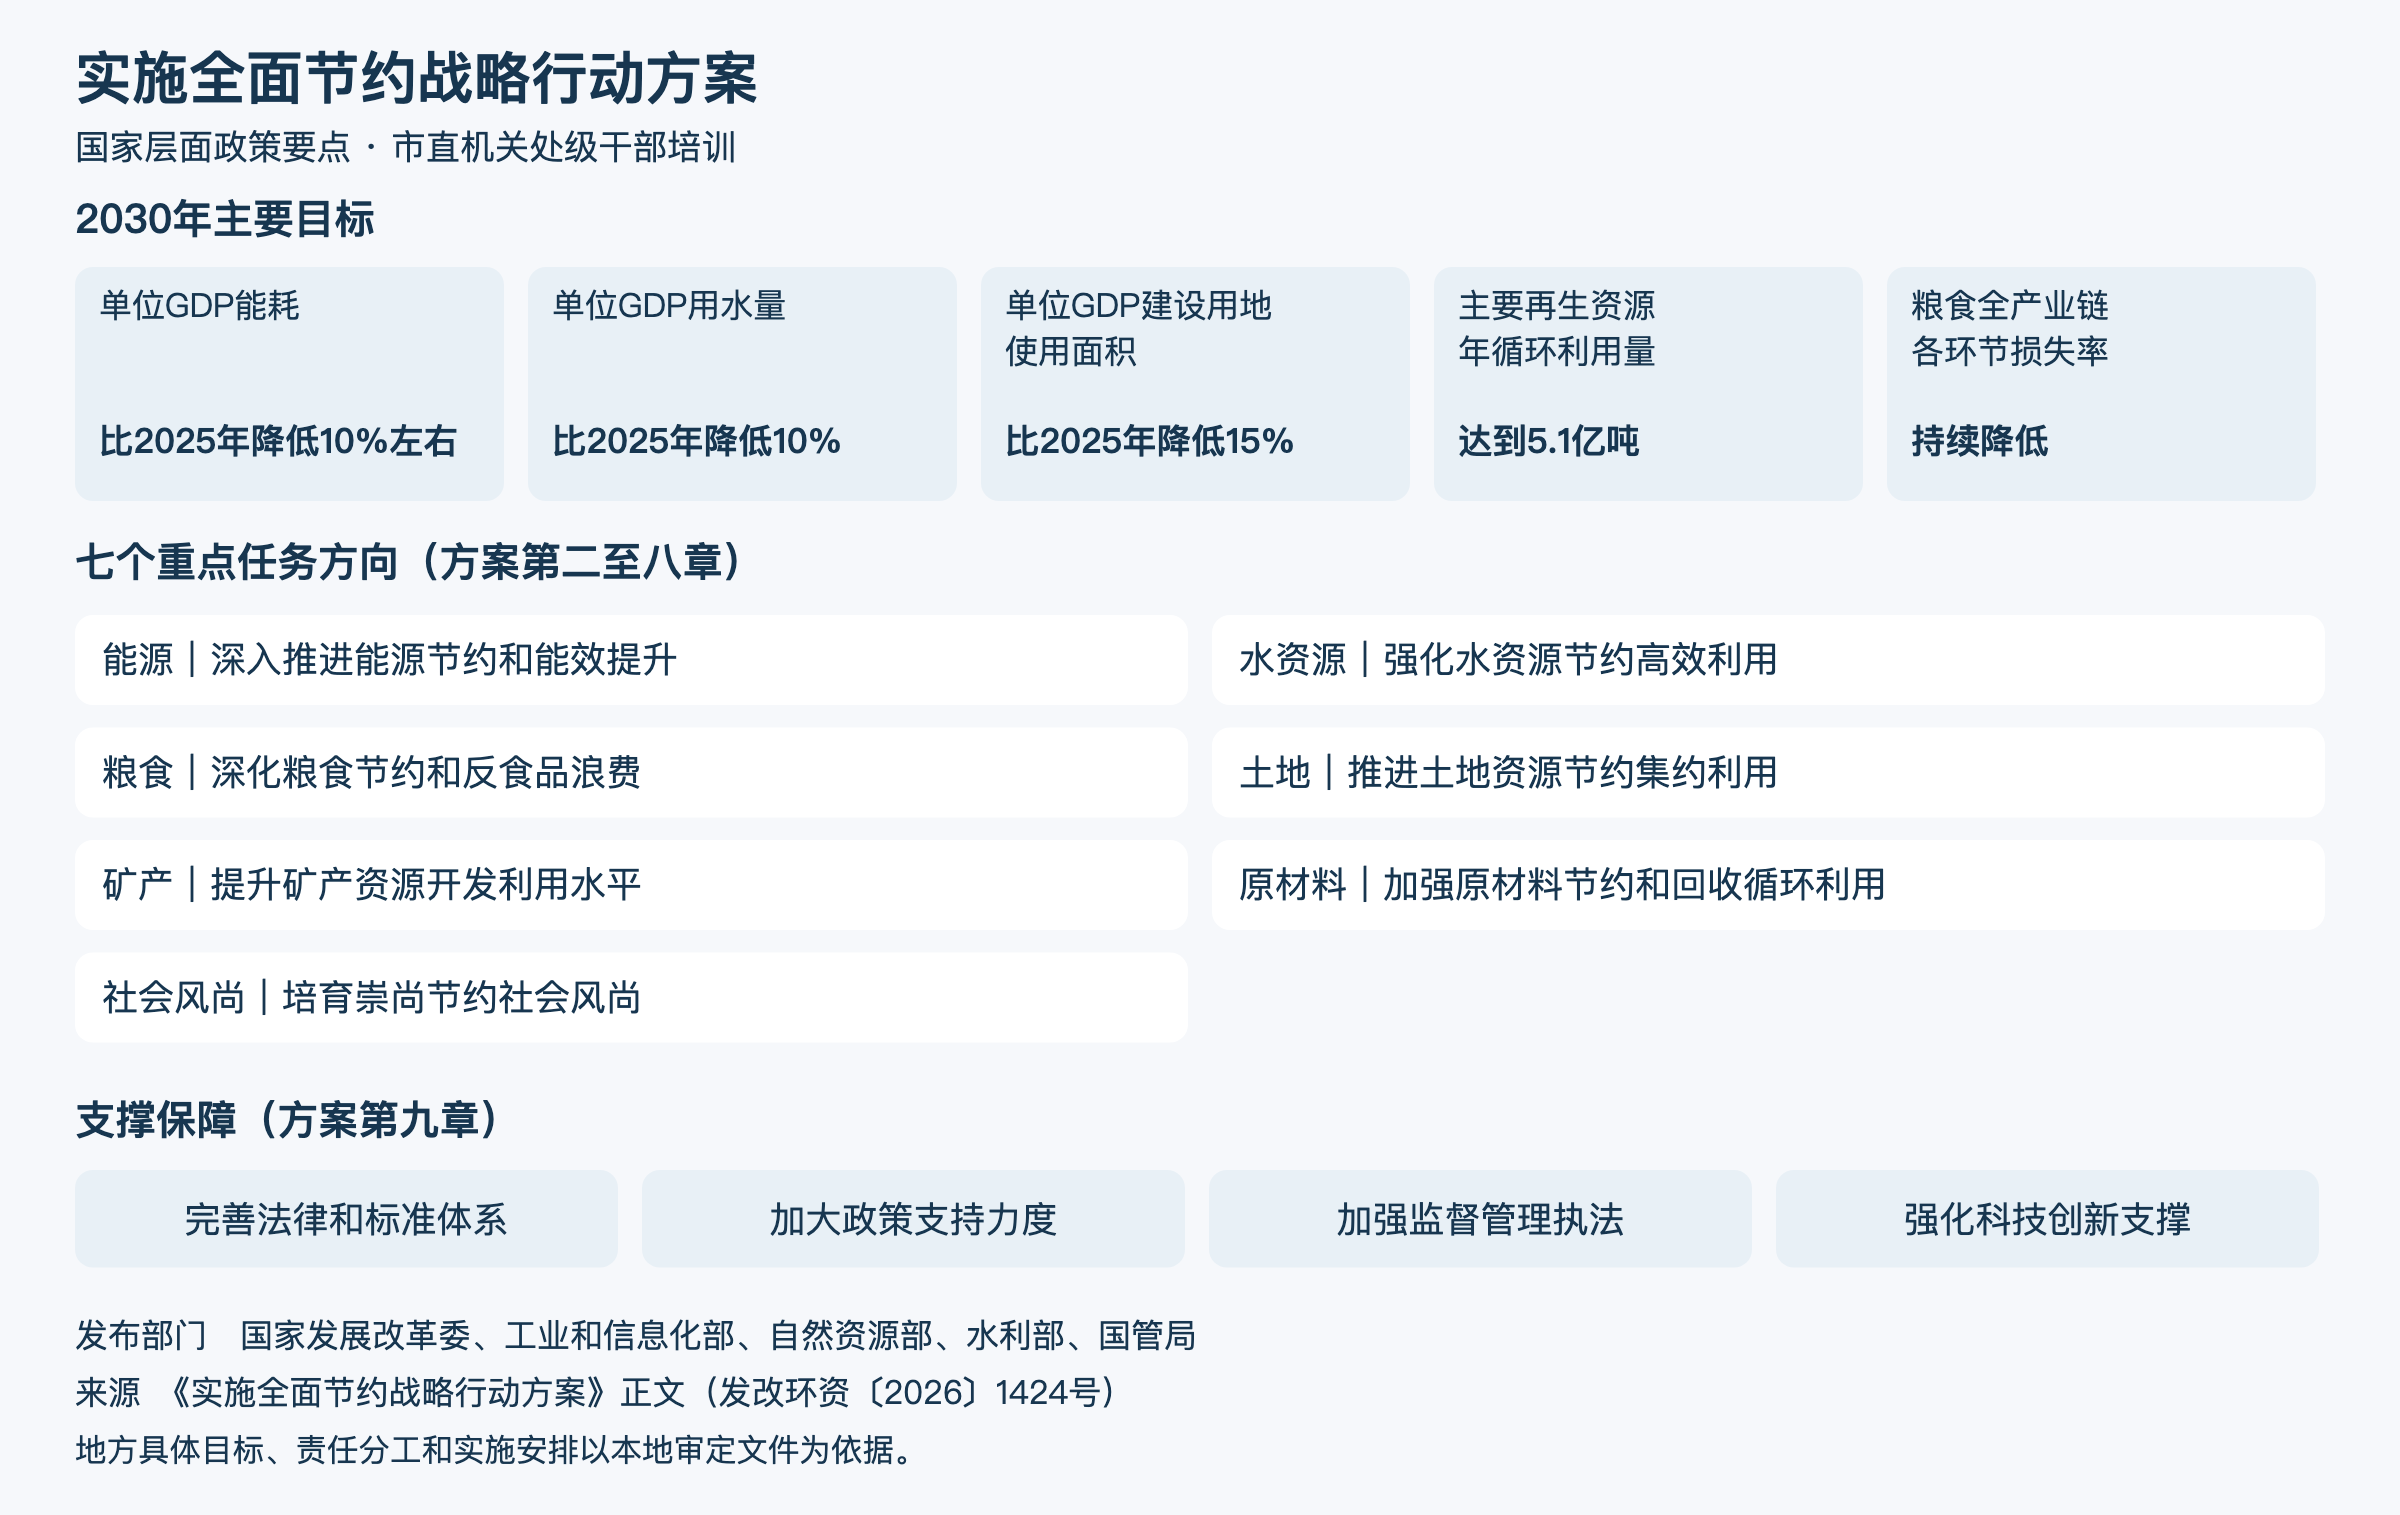 实施全面节约战略行动方案
国家层面政策要点 · 市直机关处级干部培训
2030年主要目标
单位GDP能耗
比2025年降低10%左右
单位GDP用水量
比2025年降低10%
单位GDP建设用地
使用面积
比2025年降低15%
主要再生资源
年循环利用量
达到5.1亿吨
粮食全产业链
各环节损失率
持续降低
七个重点任务方向（方案第二至八章）
能源｜深入推进能源节约和能效提升
水资源｜强化水资源节约高效利用
粮食｜深化粮食节约和反食品浪费
土地｜推进土地资源节约集约利用
矿产｜提升矿产资源开发利用水平
原材料｜加强原材料节约和回收循环利用
社会风尚｜培育崇尚节约社会风尚
支撑保障（方案第九章）
完善法律和标准体系
加大政策支持力度
加强监督管理执法
强化科技创新支撑
发布部门　国家发展改革委、工业和信息化部、自然资源部、水利部、国管局
来源　《实施全面节约战略行动方案》正文（发改环资〔2026〕1424号）
地方具体目标、责任分工和实施安排以本地审定文件为依据。